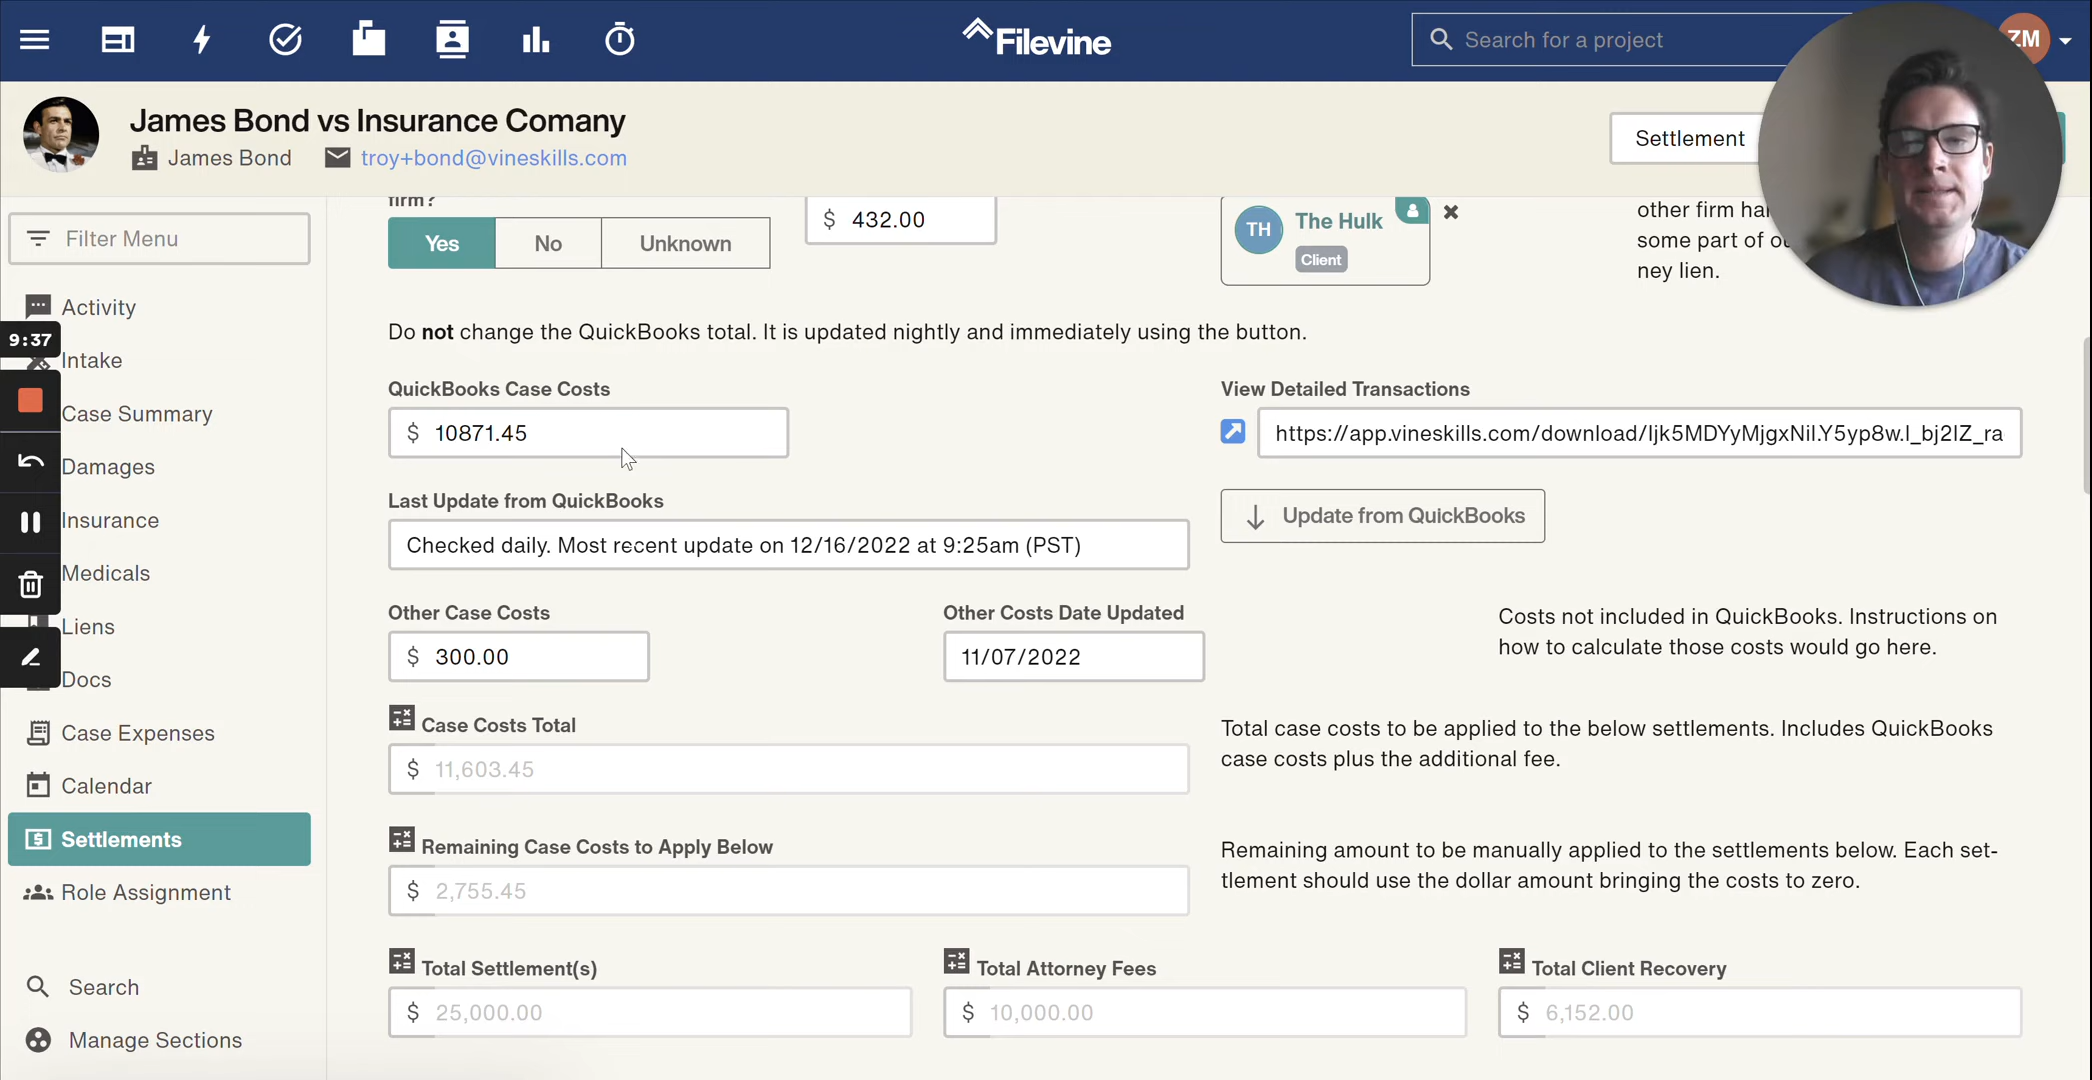 Filevine
Search for a project
ZM
James Bond vs Insurance Comany
James Bond
troy+bond@vineskills.com
Settlement
Filter Menu
Activity
9:37
Intake
Case Summary
Damages
Insurance
Medicals
Liens
Docs
Case Expenses
Calendar
Settlements
Role Assignment
Search
Manage Sections
firm?
Yes
No
Unknown
$ 432.00
TH
The Hulk
Client
other firm ha
some part of
ney lien.
Do not change the QuickBooks total. It is updated nightly and immediately using the button.
QuickBooks Case Costs
$ 10871.45
View Detailed Transactions
https://app.vineskills.com/download/Ijk5MDYyMjgxNiI.Y5yp8w.I_bj2IZ_ra
Last Update from QuickBooks
Checked daily. Most recent update on 12/16/2022 at 9:25am (PST)
Update from QuickBooks
Other Case Costs
$ 300.00
Other Costs Date Updated
11/07/2022
Costs not included in QuickBooks. Instructions on
how to calculate those costs would go here.
Case Costs Total
$ 11,603.45
Total case costs to be applied to the below settlements. Includes QuickBooks
case costs plus the additional fee.
Remaining Case Costs to Apply Below
$ 2,755.45
Remaining amount to be manually applied to the settlements below. Each set-
tlement should use the dollar amount bringing the costs to zero.
Total Settlement(s)
$ 25,000.00
Total Attorney Fees
$ 10,000.00
Total Client Recovery
$ 6,152.00